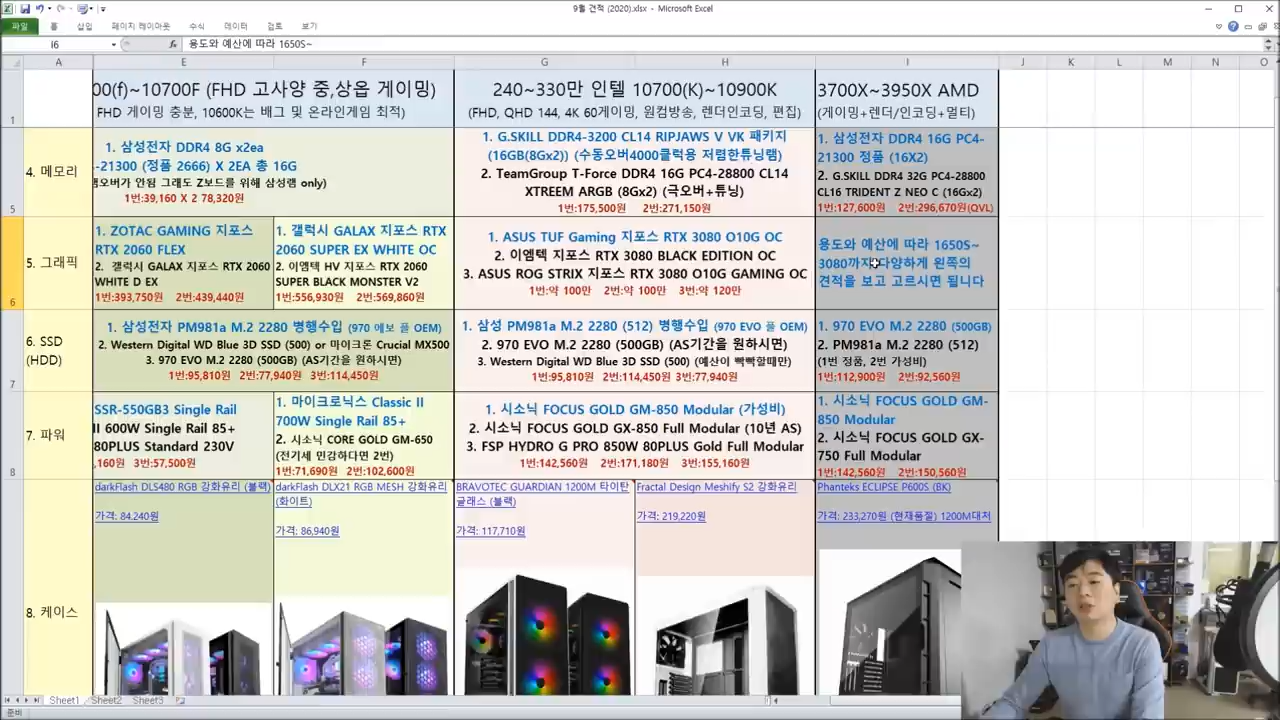 9월 견적 (2020).xlsx - Microsoft Excel
파일 홈 삽입 페이지 레이아웃 수식 데이터 검토 보기
I6 fx 용도와 예산에 따라 1650S~
A E F G H I J K L M N O
1
00(f)~10700F (FHD 고사양 중,상옵 게이밍)
FHD 게이밍 충분, 10600K는 배그 및 온라인게임 최적)
240~330만 인텔 10700(K)~10900K
(FHD, QHD 144, 4K 60게이밍, 원컴방송, 렌더인코딩, 편집)
3700X~3950X AMD
(게이밍+렌더/인코딩+멀티)
5
4. 메모리
1. 삼성전자 DDR4 8G x2ea
-21300 (정품 2666) X 2EA 총 16G
램오버가 안됨 그래도 Z보드를 위해 삼성램 only)
1번:39,160 X 2 78,320원
1. G.SKILL DDR4-3200 CL14 RIPJAWS V VK 패키지
(16GB(8Gx2)) (수동오버4000클럭용 저렴한튜닝램)
2. TeamGroup T-Force DDR4 16G PC4-28800 CL14
XTREEM ARGB (8Gx2) (극오버+튜닝)
1번:175,500원 2번:271,150원
1. 삼성전자 DDR4 16G PC4-
21300 정품 (16X2)
2. G.SKILL DDR4 32G PC4-28800
CL16 TRIDENT Z NEO C (16Gx2)
1번:127,600원 2번:296,670원(QVL)
6
5. 그래픽
1. ZOTAC GAMING 지포스
RTX 2060 FLEX
2. 갤럭시 GALAX 지포스 RTX 2060
WHITE D EX
1번:393,750원 2번:439,440원
1. 갤럭시 GALAX 지포스 RTX
2060 SUPER EX WHITE OC
2. 이엠텍 HV 지포스 RTX 2060
SUPER BLACK MONSTER V2
1번:556,930원 2번:569,860원
1. ASUS TUF Gaming 지포스 RTX 3080 O10G OC
2. 이엠텍 지포스 RTX 3080 BLACK EDITION OC
3. ASUS ROG STRIX 지포스 RTX 3080 O10G GAMING OC
1번:약 100만 2번:약 100만 3번:약 120만
용도와 예산에 따라 1650S~
3080까지 다양하게 왼쪽의
견적을 보고 고르시면 됩니다
7
6. SSD
(HDD)
1. 삼성전자 PM981a M.2 2280 병행수입 (970 에보 플 OEM)
2. Western Digital WD Blue 3D SSD (500) or 마이크론 Crucial MX500
3. 970 EVO M.2 2280 (500GB) (AS기간을 원하시면)
1번:95,810원 2번:77,940원 3번:114,450원
1. 삼성 PM981a M.2 2280 (512) 병행수입 (970 EVO 플 OEM)
2. 970 EVO M.2 2280 (500GB) (AS기간을 원하시면)
3. Western Digital WD Blue 3D SSD (500) (예산이 빡빡할때만)
1번:95,810원 2번:114,450원 3번:77,940원
1. 970 EVO M.2 2280 (500GB)
2. PM981a M.2 2280 (512)
(1번 정품, 2번 가성비)
1번:112,900원 2번:92,560원
8
7. 파워
SSR-550GB3 Single Rail
II 600W Single Rail 85+
80PLUS Standard 230V
,160원 3번:57,500원
1. 마이크로닉스 Classic II
700W Single Rail 85+
2. 시소닉 CORE GOLD GM-650
(전기세 민감하다면 2번)
1번:71,690원 2번:102,600원
1. 시소닉 FOCUS GOLD GM-850 Modular (가성비)
2. 시소닉 FOCUS GOLD GX-850 Full Modular (10년 AS)
3. FSP HYDRO G PRO 850W 80PLUS Gold Full Modular
1번:142,560원 2번:171,180원 3번:155,160원
1. 시소닉 FOCUS GOLD GM-
850 Modular
2. 시소닉 FOCUS GOLD GX-
750 Full Modular
1번:142,560원 2번:150,560원
8. 케이스
darkFlash DLS480 RGB 강화유리 (블랙)
가격: 84,240원
darkFlash DLX21 RGB MESH 강화유리
(화이트)
가격: 86,940원
BRAVOTEC GUARDIAN 1200M 타이탄
글래스 (블랙)
가격: 117,710원
Fractal Design Meshify S2 강화유리
가격: 219,220원
Phanteks ECLIPSE P600S (BK)
가격: 233,270원 (현재품절) 1200M대처
Sheet1 Sheet2 Sheet3
준비